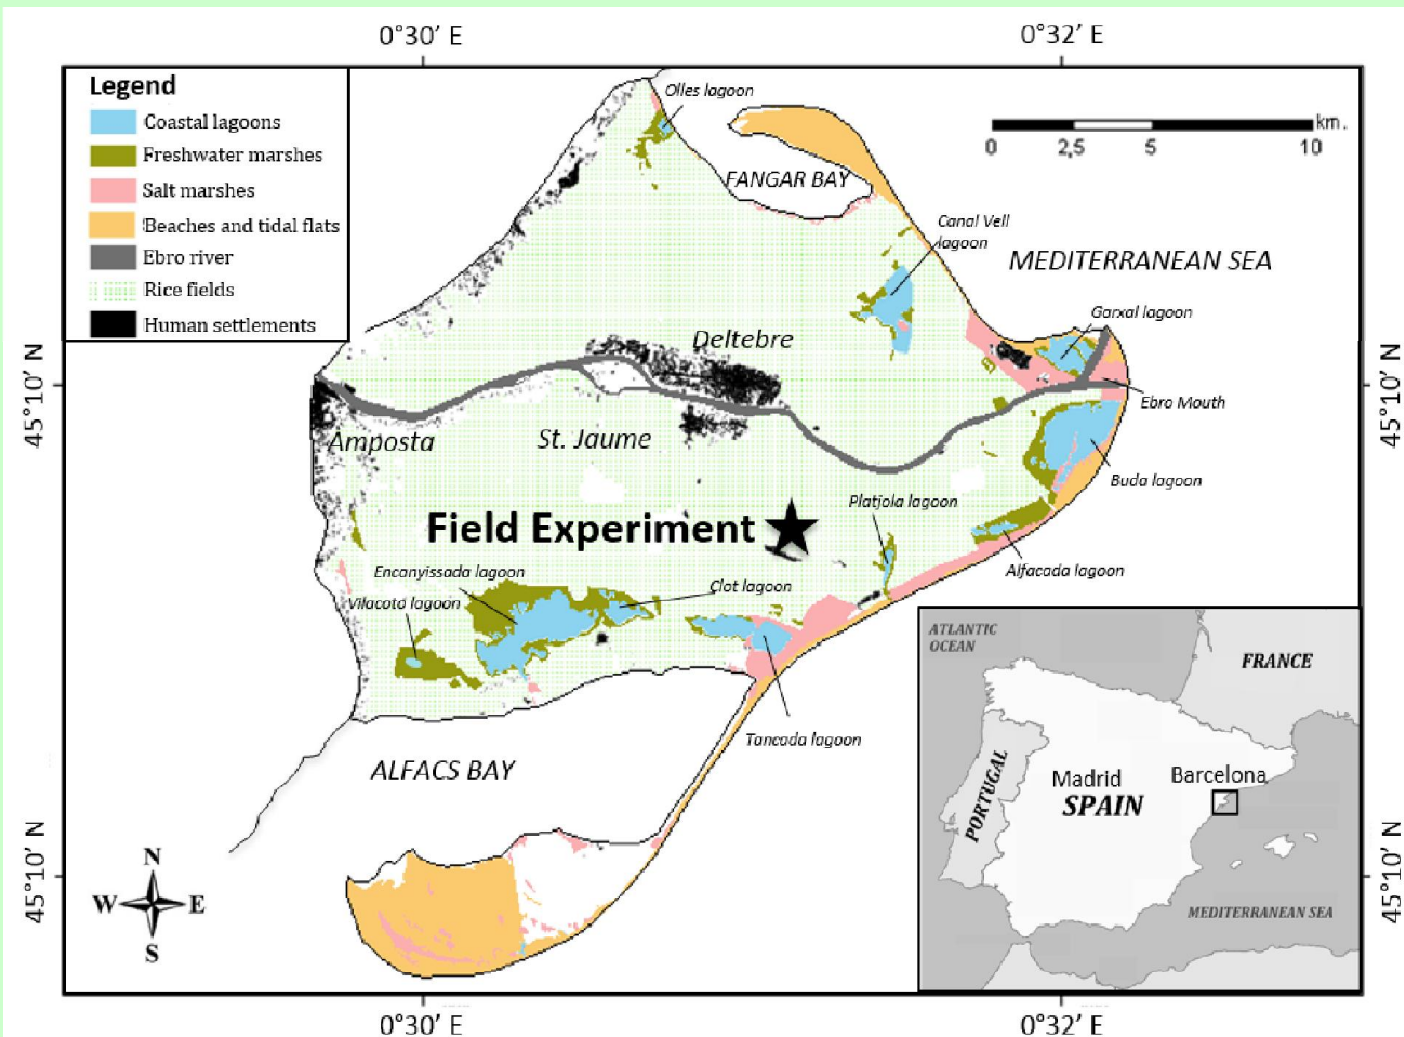 0°30' E
0°32' E
Legend
Coastal lagoons
Freshwater marshes
Salt marshes
Beaches and tidal flats
Ebro river
Rice fields
Human settlements
Olles lagoon
km.
0
2,5
5
10
FANGAR BAY
Canal Vell
lagoon
MEDITERRANEAN SEA
Garxal lagoon
Deltebre
45°10' N
45°10' N
Ebro Mouth
Amposta
St. Jaume
Buda lagoon
Platjola lagoon
Field Experiment
Alfacada lagoon
Encanyissada lagoon
Clot lagoon
Vilacotd lagoon
Tancada lagoon
ALFACS BAY
ATLANTIC
OCEAN
FRANCE
PORTUGAL
Madrid
Barcelona
SPAIN
MEDITERRANEAN SEA
N
W
E
S
45°10' N
45°10' N
0°30' E
0°32' E